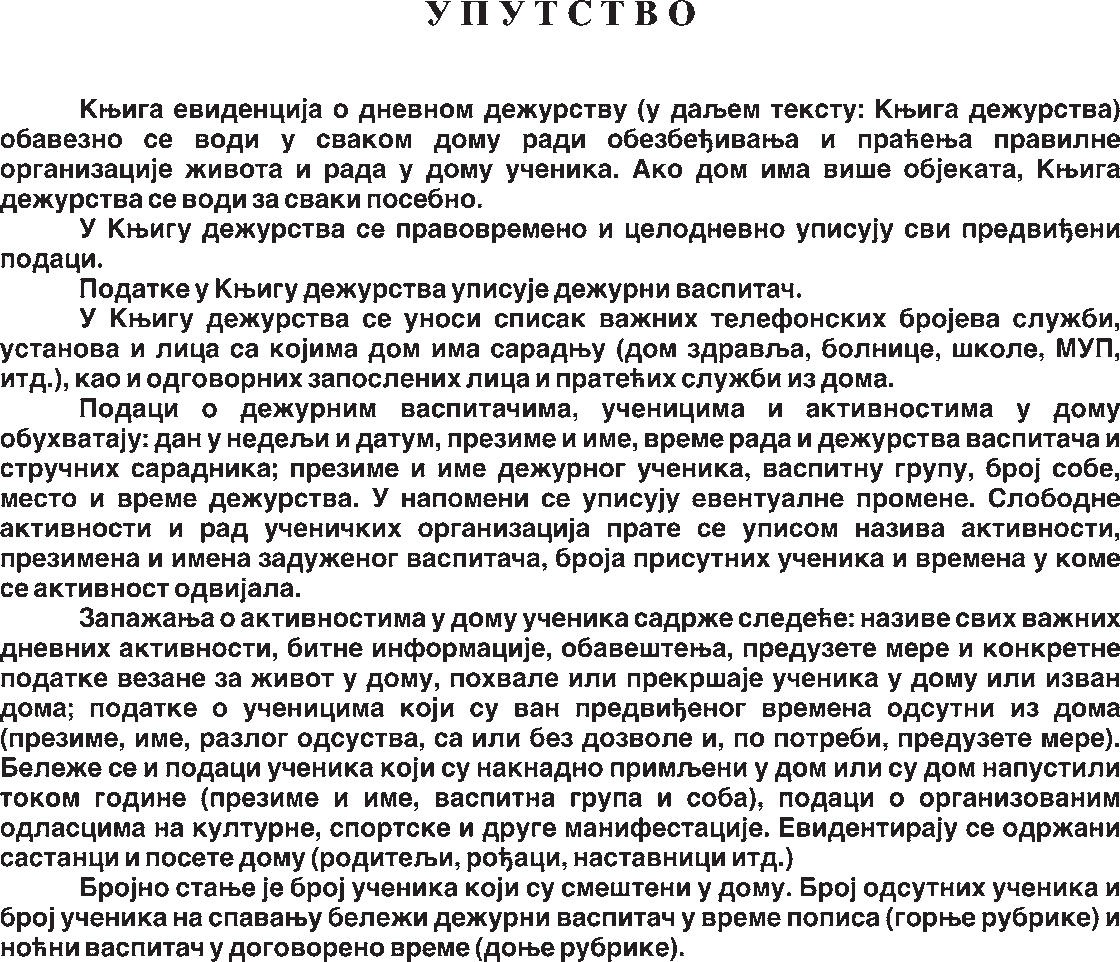 У П У Т С Т В О
Књига евиденција о дневном дежурству (у даљем тексту: Књига дежурства)
обавезно се води у сваком дому ради обезбеђивања и праћења правилне
организације живота и рада у дому ученика. Ако дом има више објеката, Књига
дежурства се води за сваки посебно.
У Књигу дежурства се правовремено и целодневно уписују сви предвиђени
подаци.
Податке у Књигу дежурства уписује дежурни васпитач.
У Књигу дежурства се уноси списак важних телефонских бројева служби,
установа и лица са којима дом има сарадњу (дом здравља, болнице, школе, МУП,
итд.), као и одговорних запослених лица и пратећих служби из дома.
Подаци о дежурним васпитачима, ученицима и активностима у дому
обухватају: дан у недељи и датум, презиме и име, време рада и дежурства васпитача и
стручних сарадника; презиме и име дежурног ученика, васпитну групу, број собе,
место и време дежурства. У напомени се уписују евентуалне промене. Слободне
активности и рад ученичких организација прате се уписом назива активности,
презимена и имена задуженог васпитача, броја присутних ученика и времена у коме
се активност одвијала.
Запажања о активностима у дому ученика садрже следеће: називе свих важних
дневних активности, битне информације, обавештења, предузете мере и конкретне
податке везане за живот у дому, похвале или прекршаје ученика у дому или изван
дома; податке о ученицима који су ван предвиђеног времена одсутни из дома
(презиме, име, разлог одсуства, са или без дозволе и, по потреби, предузете мере).
Бележе се и подаци ученика који су накнадно примљени у дом или су дом напустили
током године (презиме и име, васпитна група и соба), подаци о организованим
одласцима на културне, спортске и друге манифестације. Евидентирају се одржани
састанци и посете дому (родитељи, рођаци, наставници итд.)
Бројно стање је број ученика који су смештени у дому. Број одсутних ученика и
број ученика на спавању бележи дежурни васпитач у време пописа (горње рубрике) и
ноћни васпитач у договорено време (доње рубрике).